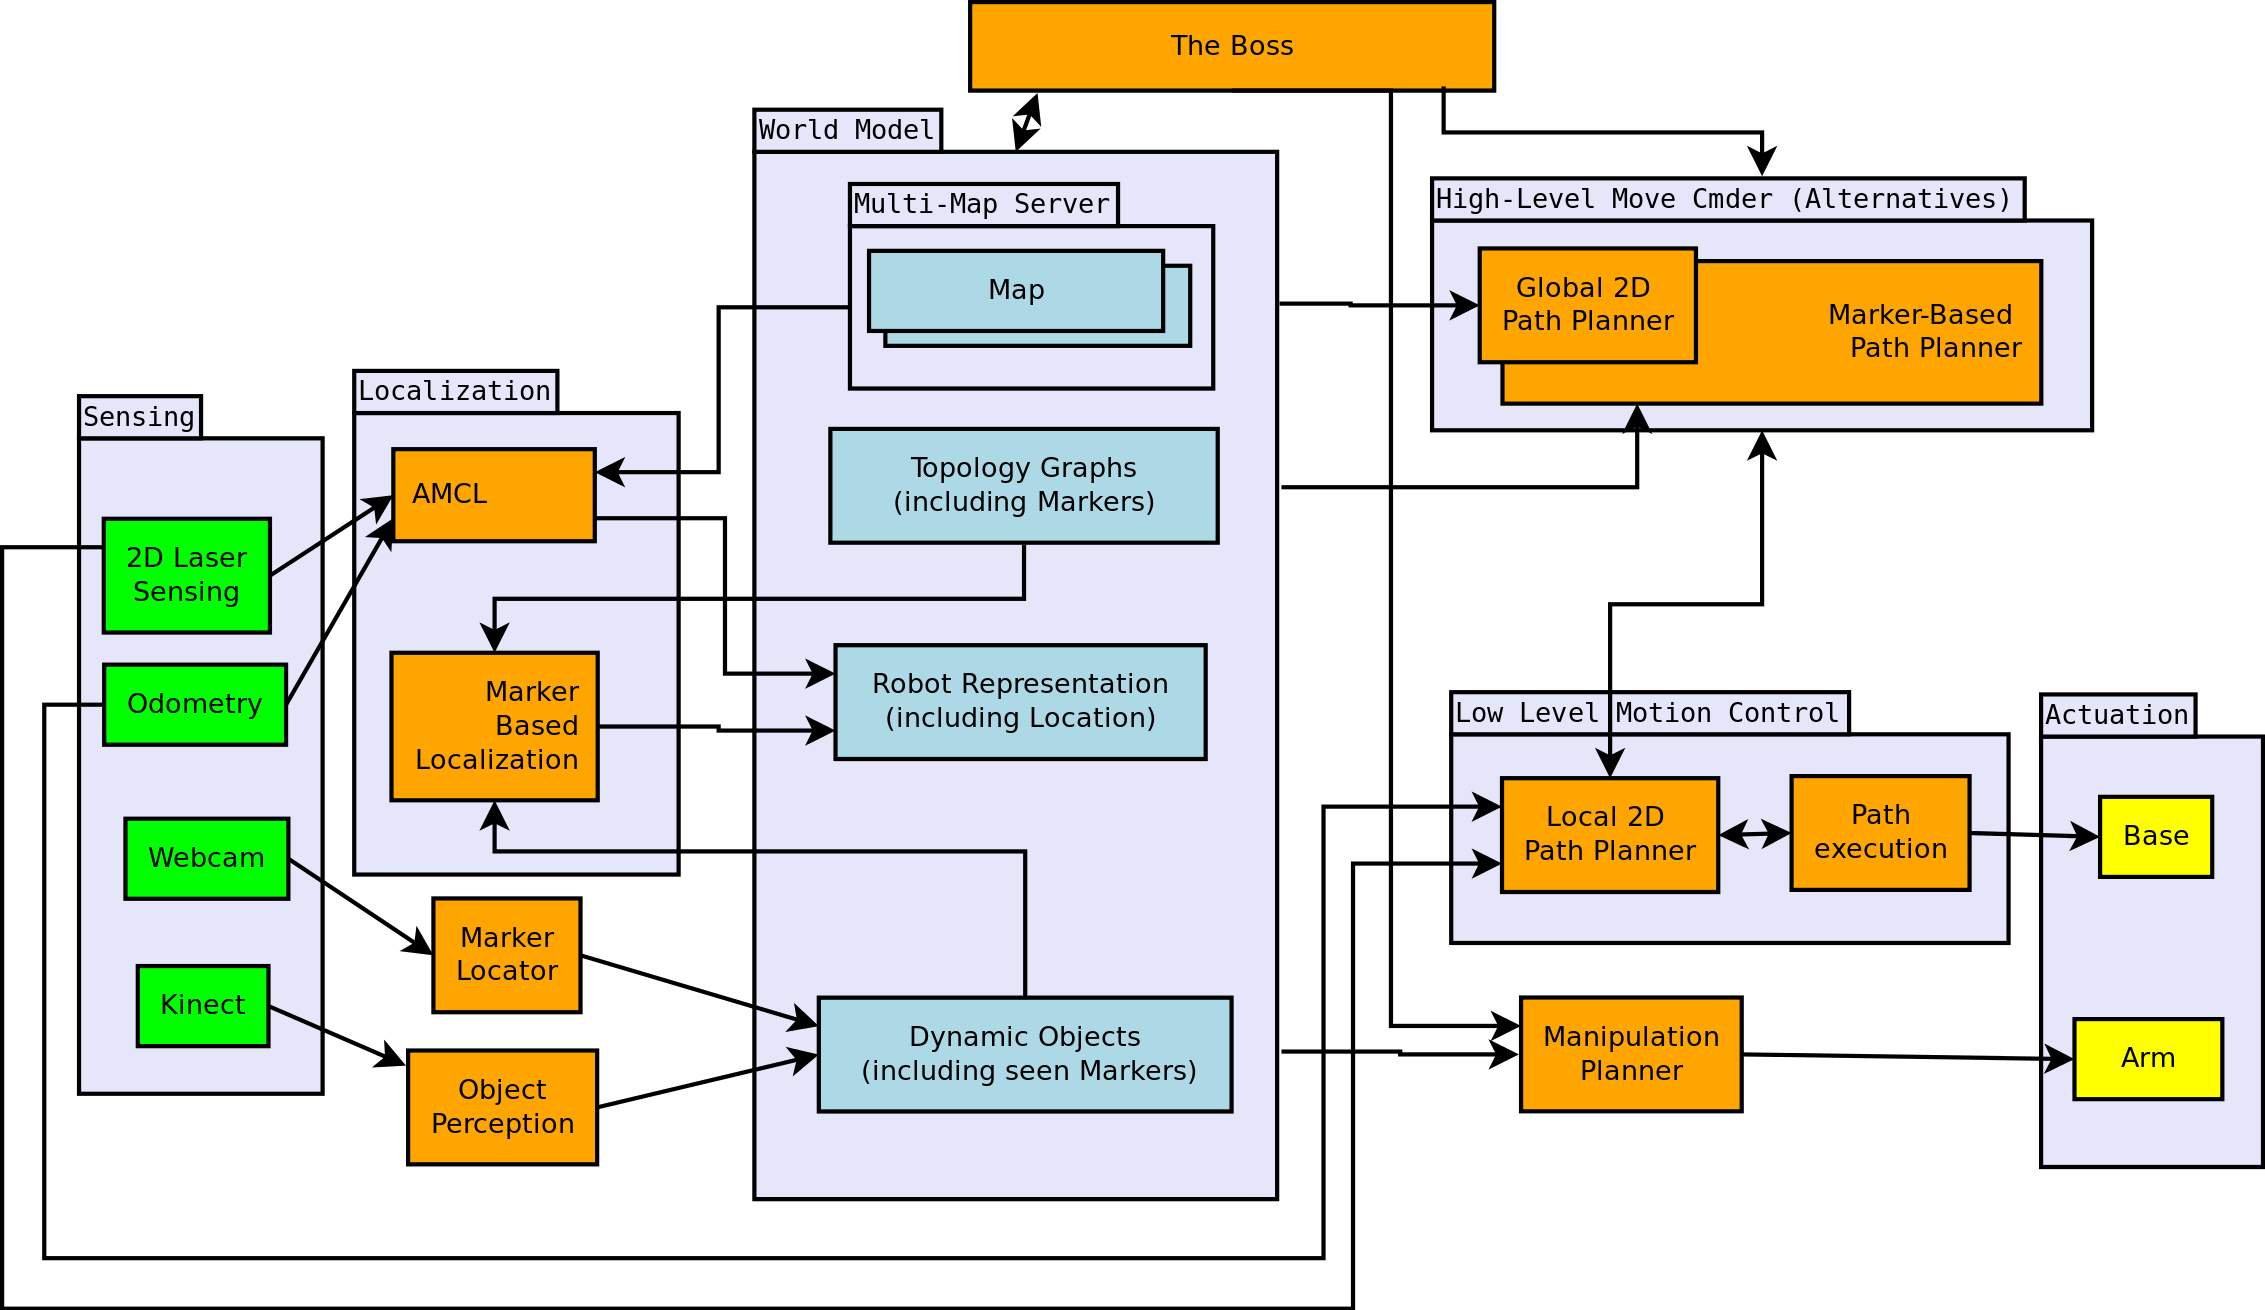 The Boss
World Model
Multi-Map Server
Map
High-Level Move Cmder (Alternatives)
Global 2D
Path Planner
Marker-Based
Path Planner
Localization
Sensing
AMCL
Topology Graphs
(including Markers)
2D Laser
Sensing
Odometry
Marker
Based
Localization
Robot Representation
(including Location)
Low Level Motion Control
Actuation
Local 2D
Path Planner
Path
execution
Base
Webcam
Marker
Locator
Kinect
Object
Perception
Dynamic Objects
(including seen Markers)
Manipulation
Planner
Arm